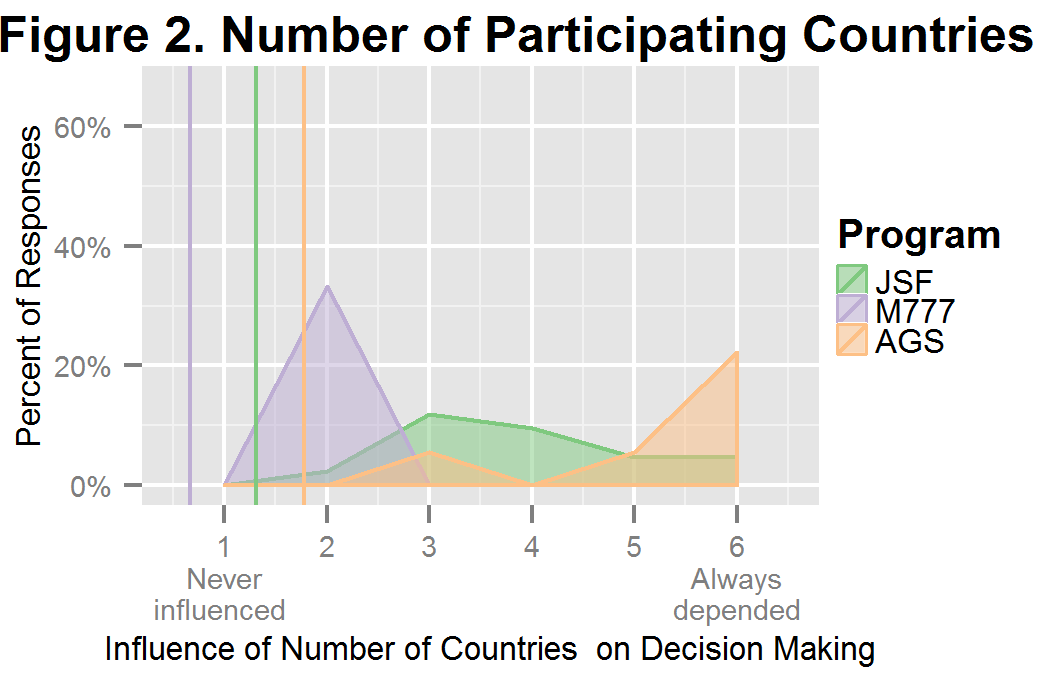 Figure 2. Number of Participating Countries
Percent of Responses
60%
40%
20%
0%
1 2 3 4 5 6
Never influenced
Always depended
Influence of Number of Countries  on Decision Making
Program
JSF
M777
AGS